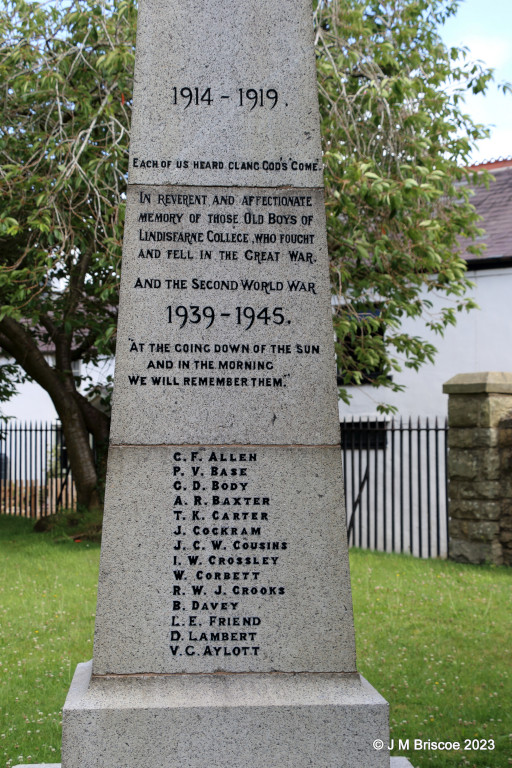 1914 - 1919.
EACH OF US HEARD CLANG GOD'S "COME".
IN REVERENT AND AFFECTIONATE
MEMORY OF THOSE OLD BOYS OF
LINDISFARNE COLLEGE, WHO FOUGHT
AND FELL IN THE GREAT WAR.
AND THE SECOND WORLD WAR
1939-1945.
"AT THE GOING DOWN OF THE SUN
AND IN THE MORNING
WE WILL REMEMBER THEM."
C. F. ALLEN
P. V. BASE
G. D. BODY
A. R. BAXTER
T. K. CARTER
J. COCKRAM
J. C. W. COUSINS
I. W. CROSSLEY
W. CORBETT
R. W. J. CROOKS
B. DAVEY
L. E. FRIEND
D. LAMBERT
V. G. AYLOTT
© J M Briscoe 2023